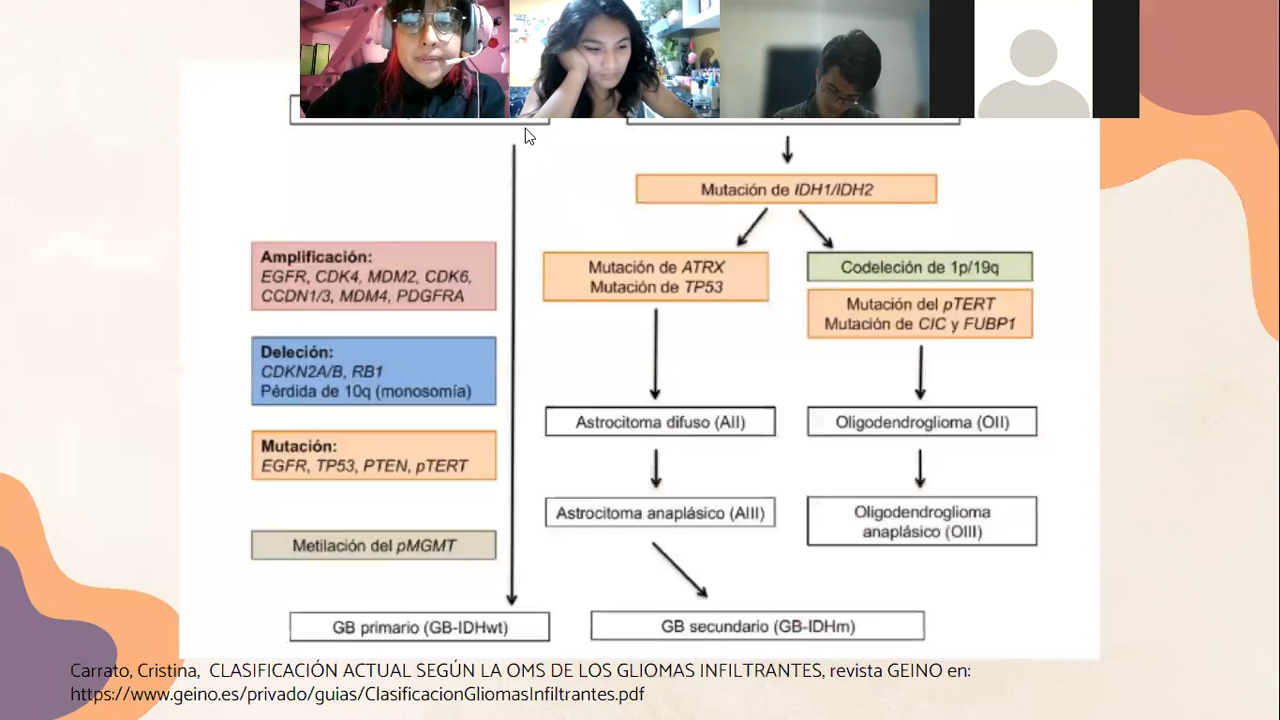 Mutación de IDH1/IDH2
Amplificación:
EGFR, CDK4, MDM2, CDK6,
CCDN1/3, MDM4, PDGFRA
Mutación de ATRX
Mutación de TP53
Codeleción de 1p/19q
Mutación del pTERT
Mutación de CIC y FUBP1
Deleción:
CDKN2A/B, RB1
Pérdida de 10q (monosomía)
Astrocitoma difuso (AII)
Oligodendroglioma (OII)
Mutación:
EGFR, TP53, PTEN, pTERT
Astrocitoma anaplásico (AIII)
Oligodendroglioma
anaplásico (OIII)
Metilación del pMGMT
GB primario (GB-IDHwt)
GB secundario (GB-IDHm)
Carrato, Cristina, CLASIFICACIÓN ACTUAL SEGÚN LA OMS DE LOS GLIOMAS INFILTRANTES, revista GEINO en:
https://www.geino.es/privado/guias/ClasificacionGliomasInfiltrantes.pdf